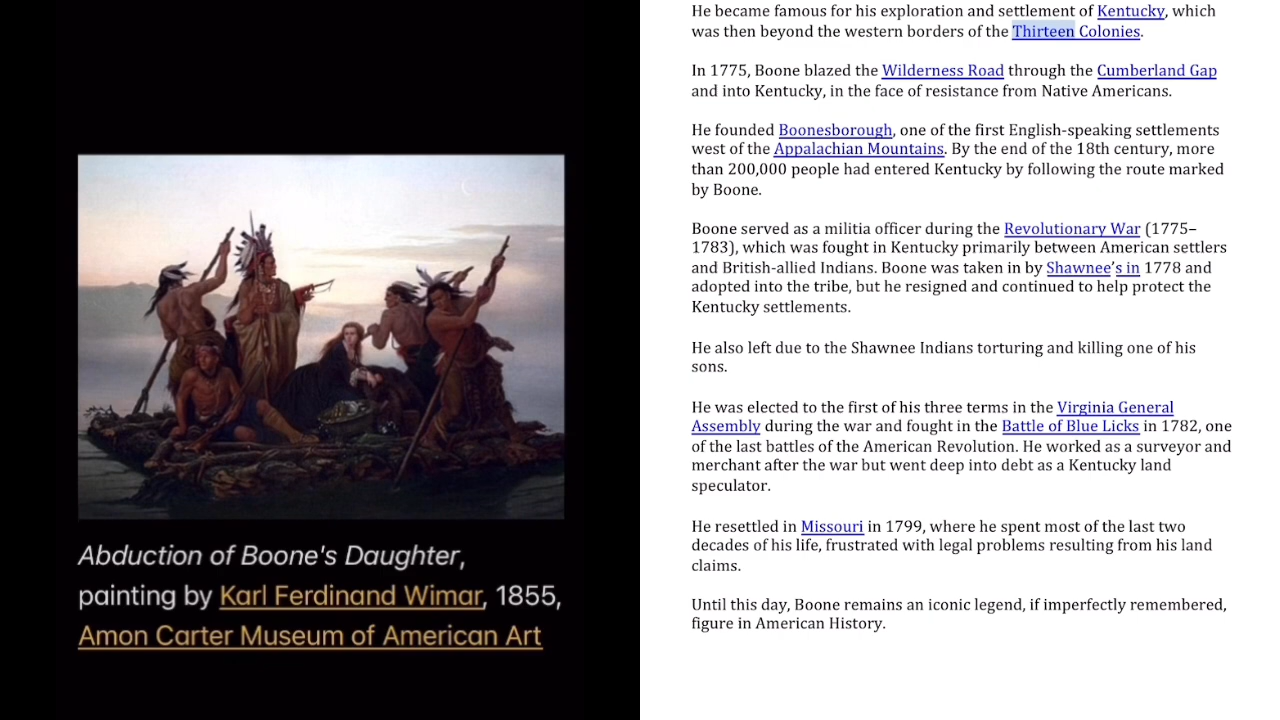 Abduction of Boone's Daughter,
painting by Karl Ferdinand Wimar, 1855,
Amon Carter Museum of American Art
He became famous for his exploration and settlement of Kentucky, which
was then beyond the western borders of the Thirteen Colonies.
In 1775, Boone blazed the Wilderness Road through the Cumberland Gap
and into Kentucky, in the face of resistance from Native Americans.
He founded Boonesborough, one of the first English-speaking settlements
west of the Appalachian Mountains. By the end of the 18th century, more
than 200,000 people had entered Kentucky by following the route marked
by Boone.
Boone served as a militia officer during the Revolutionary War (1775–
1783), which was fought in Kentucky primarily between American settlers
and British-allied Indians. Boone was taken in by Shawnee's in 1778 and
adopted into the tribe, but he resigned and continued to help protect the
Kentucky settlements.
He also left due to the Shawnee Indians torturing and killing one of his
sons.
He was elected to the first of his three terms in the Virginia General
Assembly during the war and fought in the Battle of Blue Licks in 1782, one
of the last battles of the American Revolution. He worked as a surveyor and
merchant after the war but went deep into debt as a Kentucky land
speculator.
He resettled in Missouri in 1799, where he spent most of the last two
decades of his life, frustrated with legal problems resulting from his land
claims.
Until this day, Boone remains an iconic legend, if imperfectly remembered,
figure in American History.